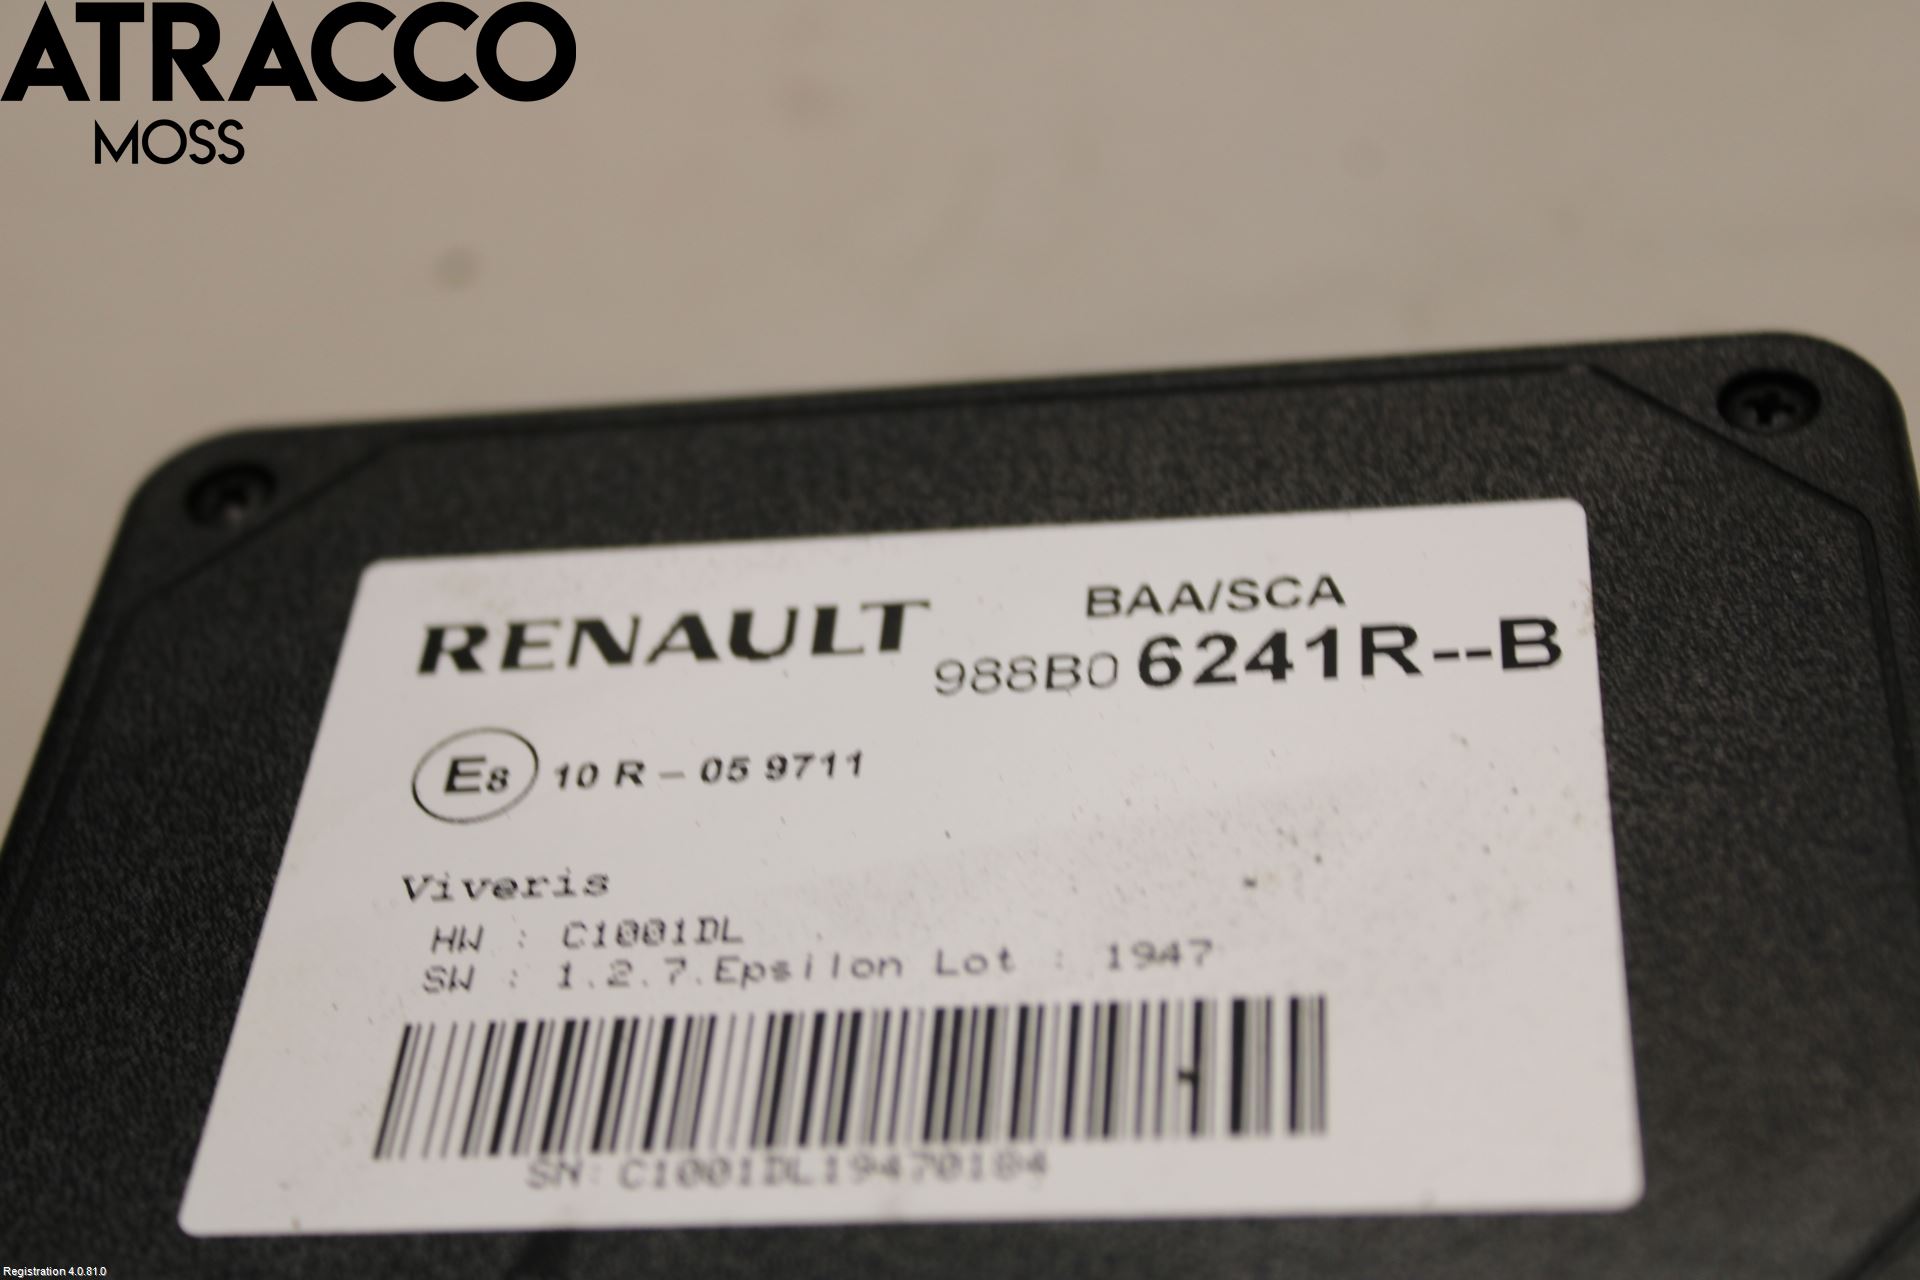 ATRACCO
MOSS
RENAULT
BAA/SCA
988B0 6241R--B
E8 10 R - 05 9711
Viveris
HW : C1001DL
SW : 1.2.7.Epsilon Lot : 1947
SN: C1001DL19470184
Registration 4.0.81.0